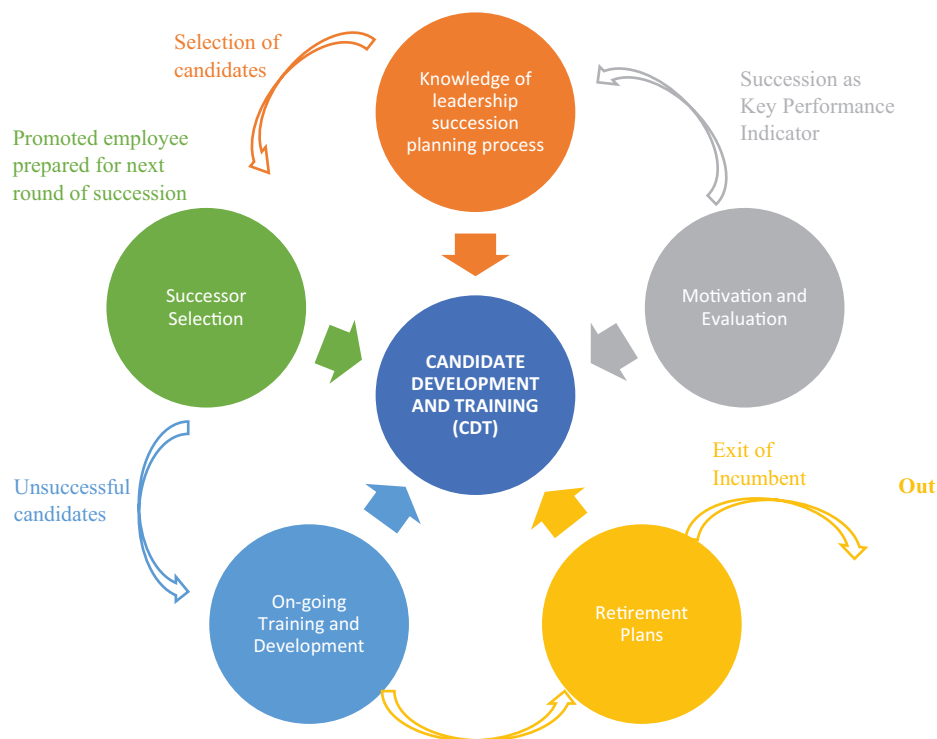 Selection of
candidates
Knowledge of
leadership
succession
planning process
Succession as
Key Performance
Indicator
Promoted employee
prepared for next
round of succession
Successor
Selection
Motivation and
Evaluation
CANDIDATE
DEVELOPMENT
AND TRAINING
(CDT)
Unsuccessful
candidates
Exit of
Incumbent
Out
On-going
Training and
Development
Retirement
Plans